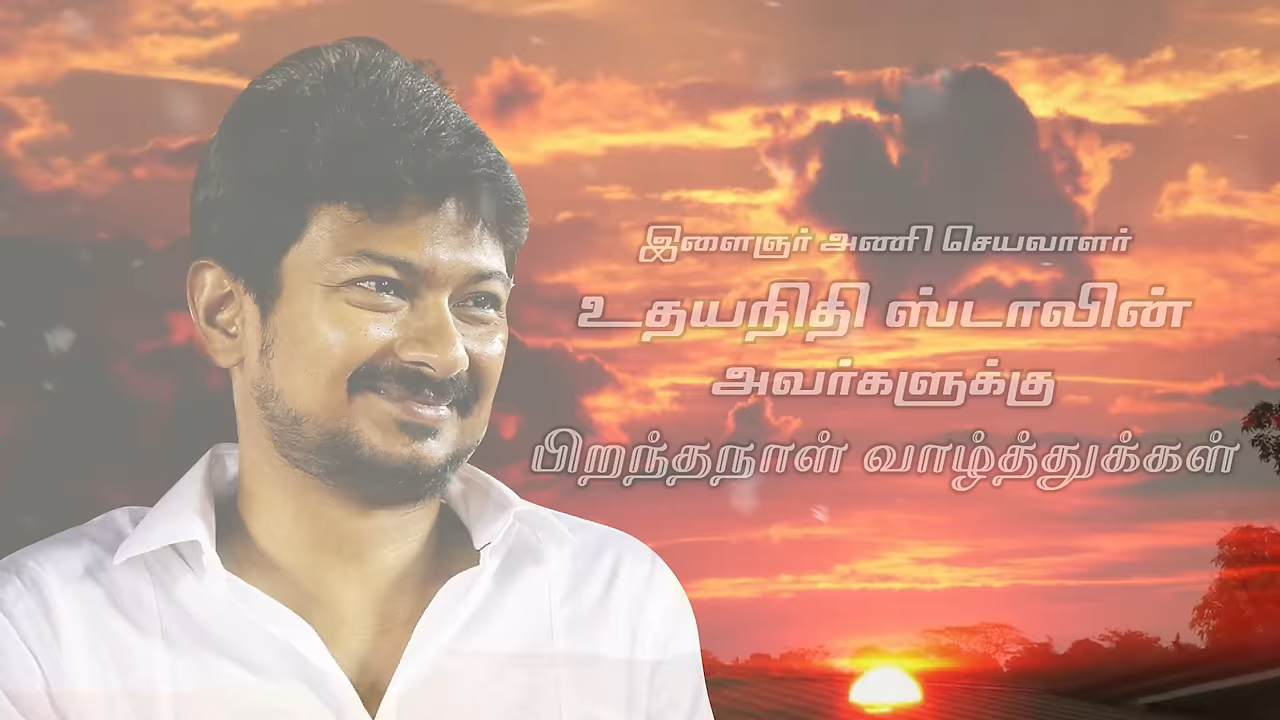 இளைஞர் அணி செயலாளர்
உதயநிதி ஸ்டாலின்
அவர்களுக்கு
பிறந்தநாள் வாழ்த்துக்கள்